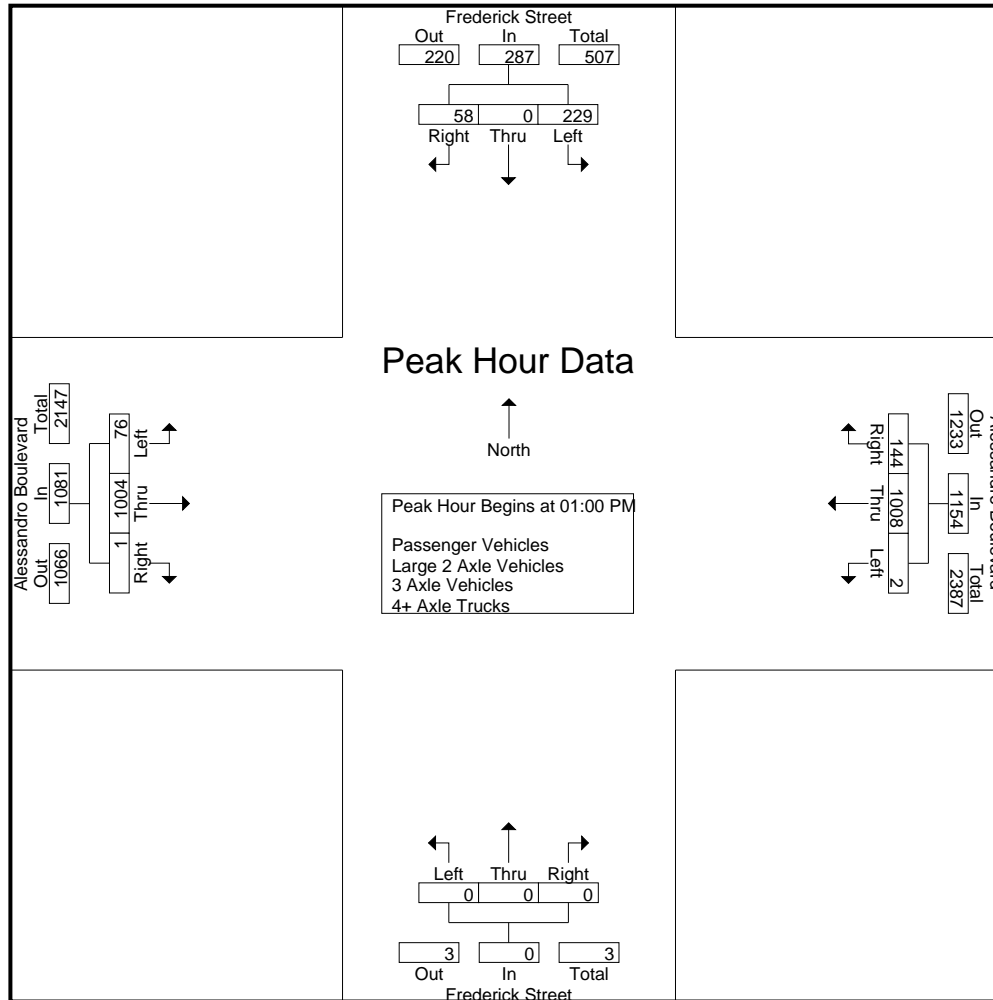 Frederick Street
Out In Total
220 287 507
58 0 229
Right Thru Left
Peak Hour Data
North
Peak Hour Begins at 01:00 PM
Passenger Vehicles
Large 2 Axle Vehicles
3 Axle Vehicles
4+ Axle Trucks
Alessandro Boulevard
Out In Total
1066 1081 2147
76 1004 1
Left Thru Right
Out In Total
1233 1154 2387
144 1008 2
Right Thru Left
Left Thru Right
0 0 0
3 0 3
Out In Total
Frederick Street